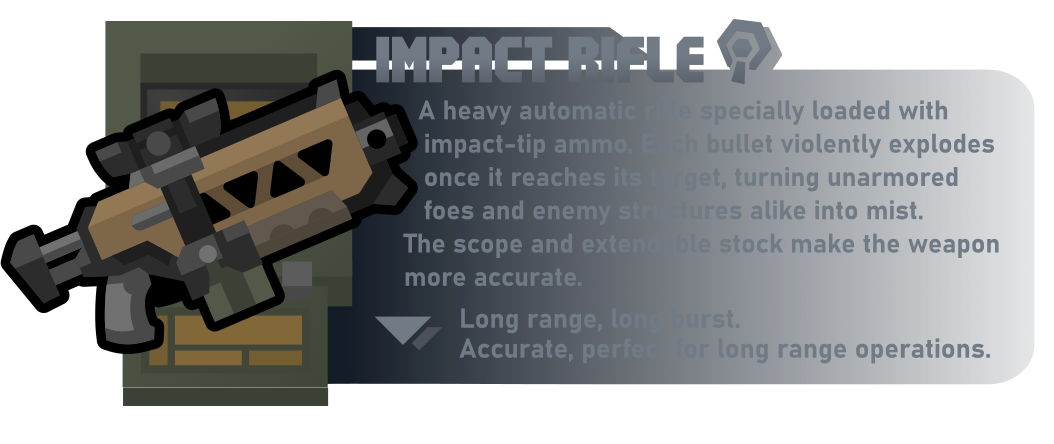 IMPACT RIFLE
A heavy automatic rifle specially loaded with
impact-tip ammo. Each bullet violently explodes
once it reaches its target, turning unarmored
foes and enemy structures alike into mist.
The scope and extendable stock make the weapon
more accurate.
Long range, long burst.
Accurate, perfect for long range operations.